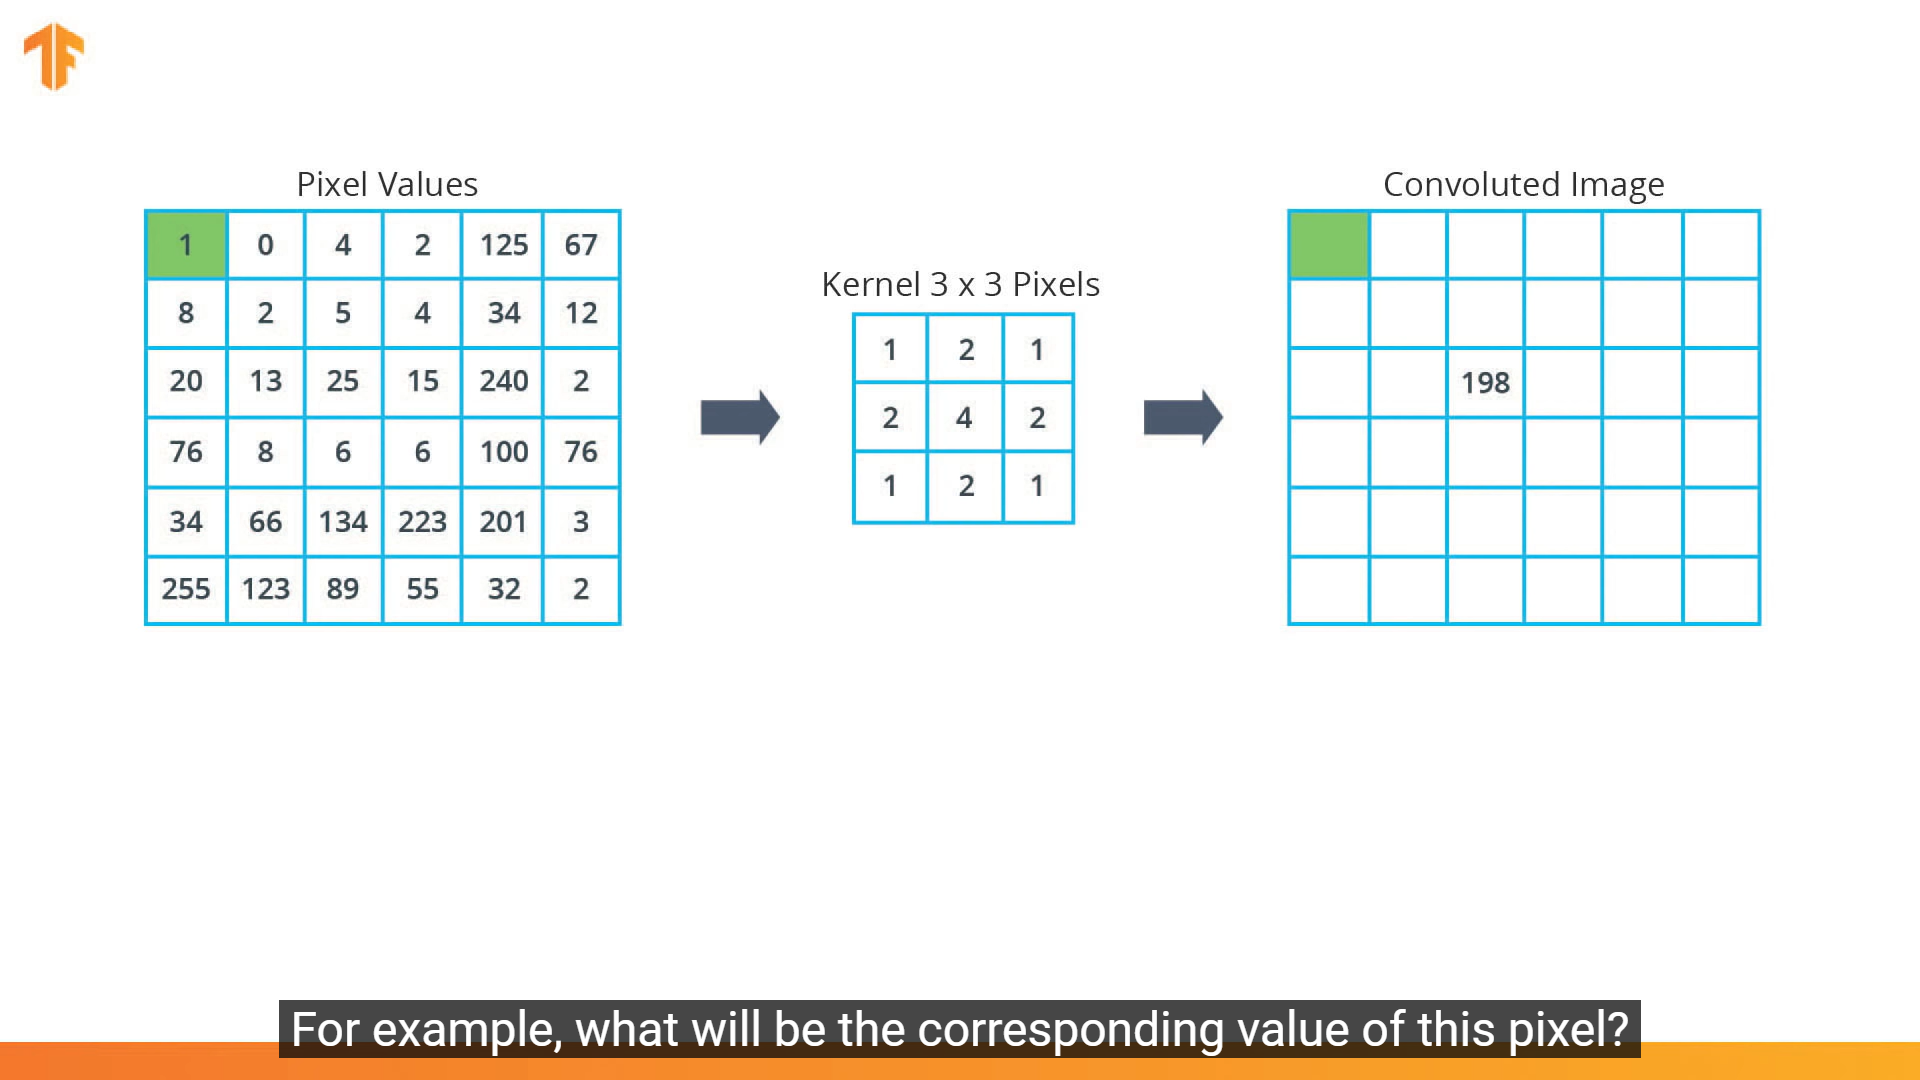 Pixel Values
1 0 4 2 125 67
8 2 5 4 34 12
20 13 25 15 240 2
76 8 6 6 100 76
34 66 134 223 201 3
255 123 89 55 32 2
Kernel 3 x 3 Pixels
1 2 1
2 4 2
1 2 1
Convoluted Image
198
For example, what will be the corresponding value of this pixel?